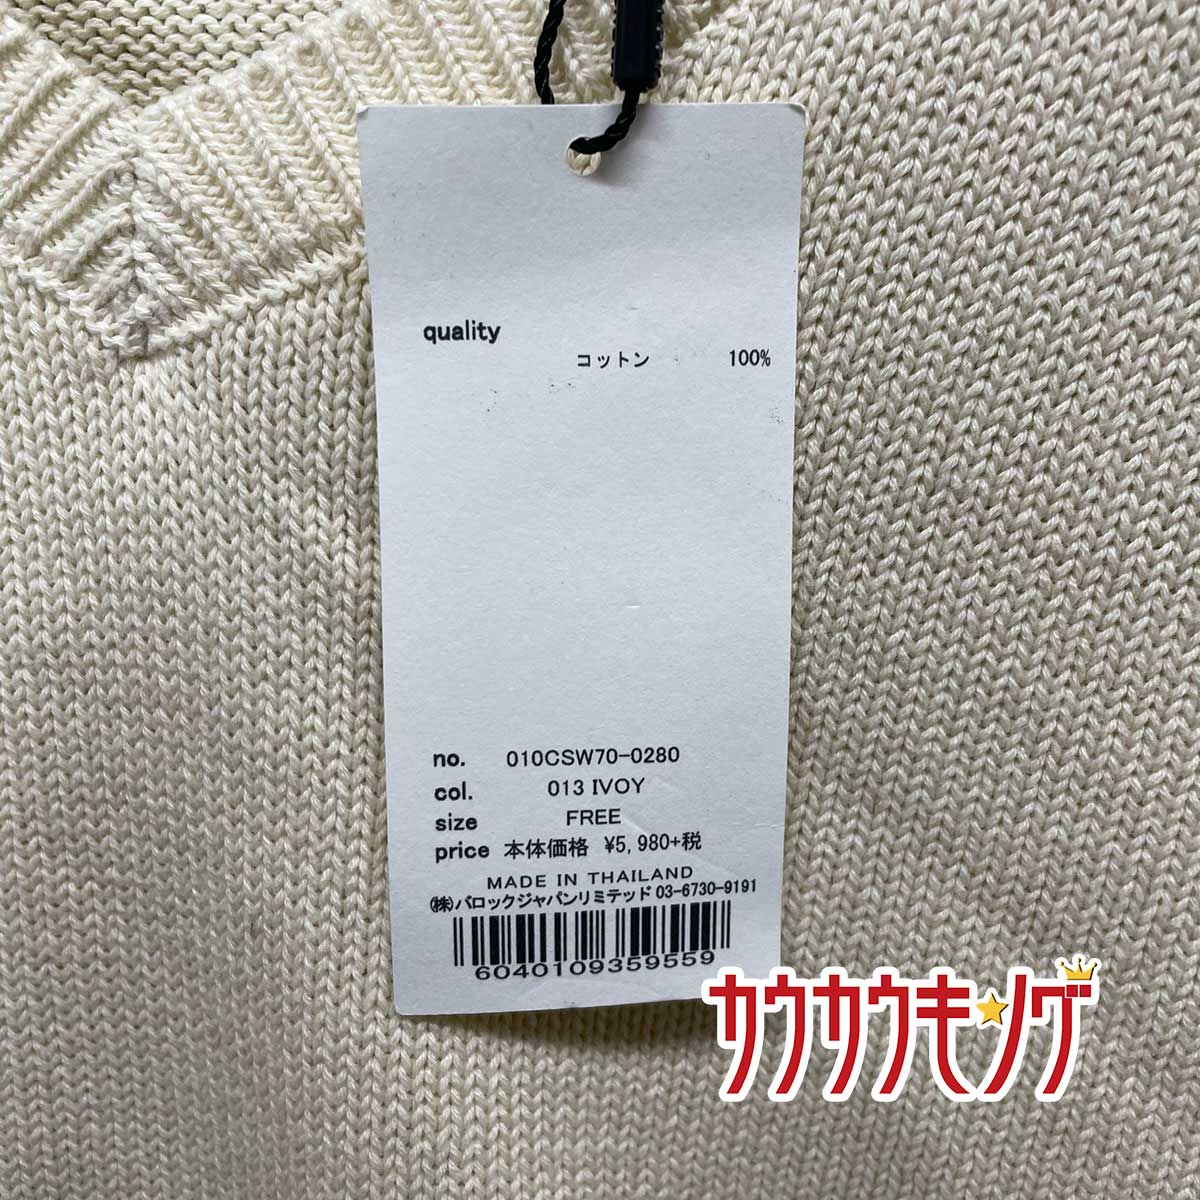 quality
コットン 100%
no. 010CSW70-0280
col. 013 IVOY
size FREE
price 本体価格 ¥5,980+税
MADE IN THAILAND
㈱バロックジャパンリミテッド 03-6730-9191
6040109359559
カウカウキング